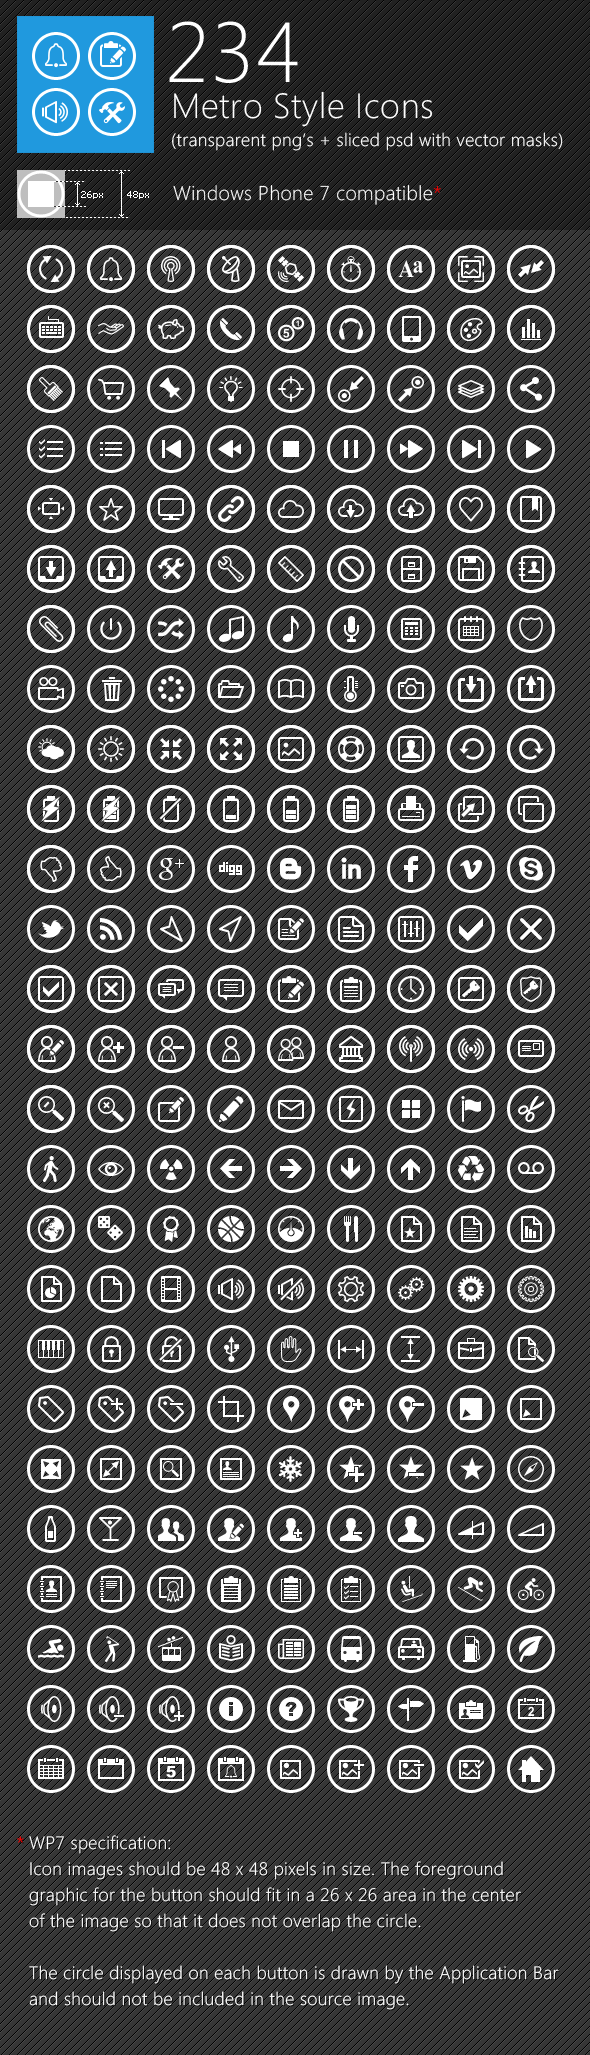 234
Metro Style Icons
(transparent png's + sliced psd with vector masks)
26px 48px
Windows Phone 7 compatible*
Aa
5 1
g+ digg in f v S
5
2
i ?
* WP7 specification:
Icon images should be 48 x 48 pixels in size. The foreground
graphic for the button should fit in a 26 x 26 area in the center
of the image so that it does not overlap the circle.
The circle displayed on each button is drawn by the Application Bar
and should not be included in the source image.